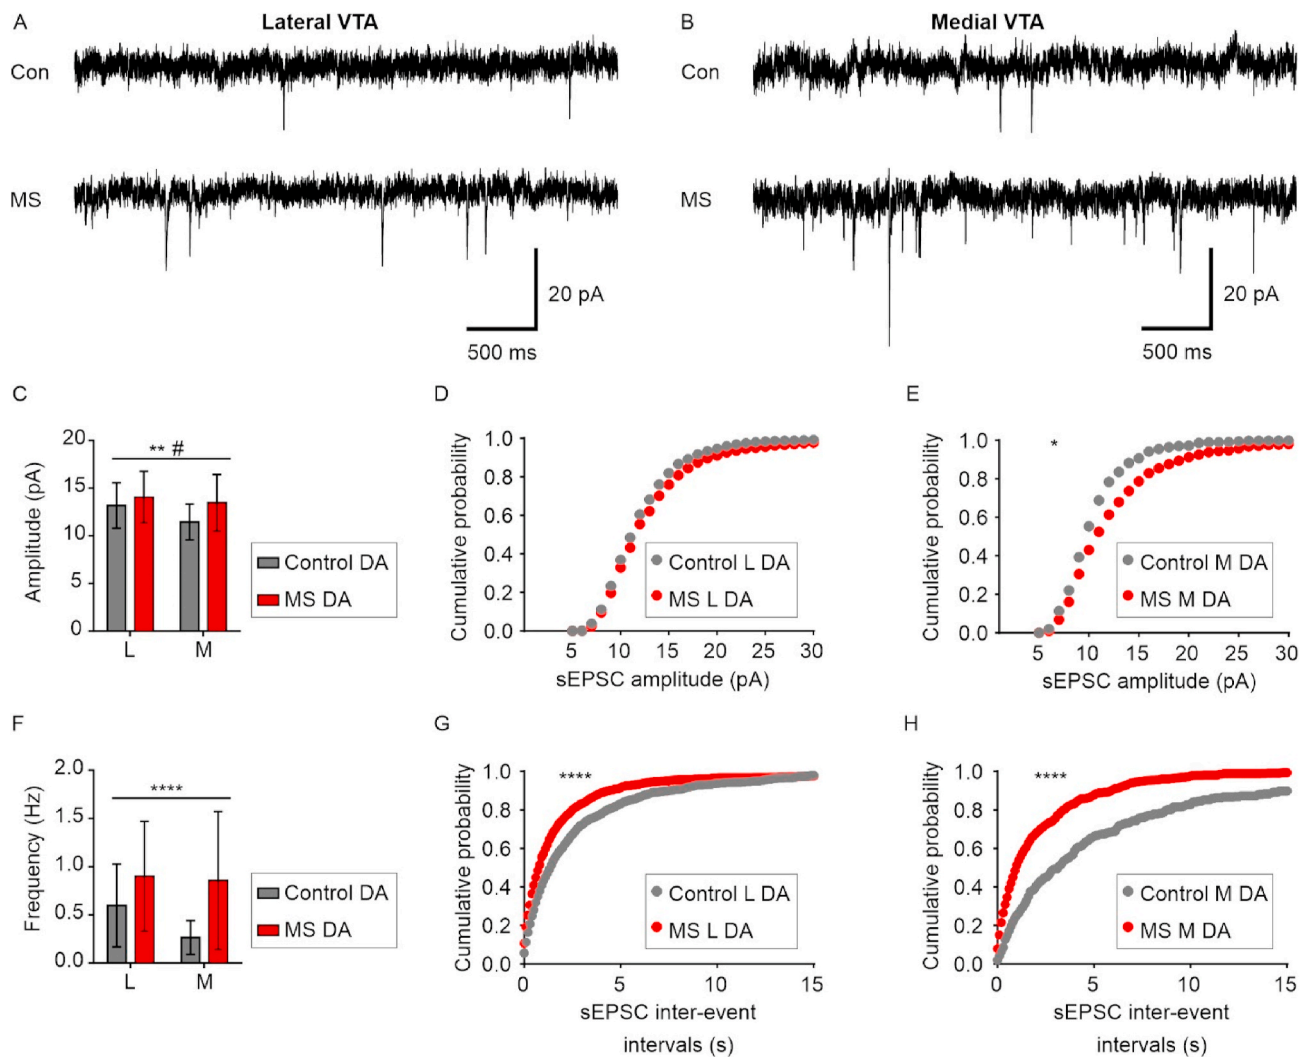 A
Lateral VTA
B
Medial VTA
Con
Con
MS
MS
20 pA
500 ms
20 pA
500 ms
C
Amplitude (pA)
20
15
10
5
0
** #
L
M
Control DA
MS DA
D
Cumulative probability
1.0
0.8
0.6
0.4
0.2
0.0
Control L DA
MS L DA
5 10 15 20 25 30
sEPSC amplitude (pA)
E
Cumulative probability
1.0
0.8
0.6
0.4
0.2
0.0
*
Control M DA
MS M DA
5 10 15 20 25 30
sEPSC amplitude (pA)
F
Frequency (Hz)
2.0
1.5
1.0
0.5
0.0
****
L
M
Control DA
MS DA
G
Cumulative probability
1.0
0.8
0.6
0.4
0.2
0.0
****
Control L DA
MS L DA
0 5 10 15
sEPSC inter-event
intervals (s)
H
Cumulative probability
1.0
0.8
0.6
0.4
0.2
0.0
****
Control M DA
MS M DA
0 5 10 15
sEPSC inter-event
intervals (s)